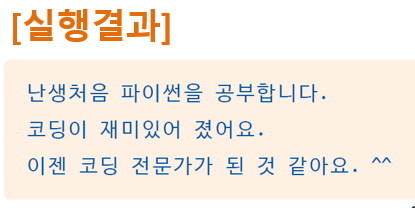 [실행결과]
난생처음 파이썬을 공부합니다.
코딩이 재미있어 졌어요.
이젠 코딩 전문가가 된 것 같아요. ^^